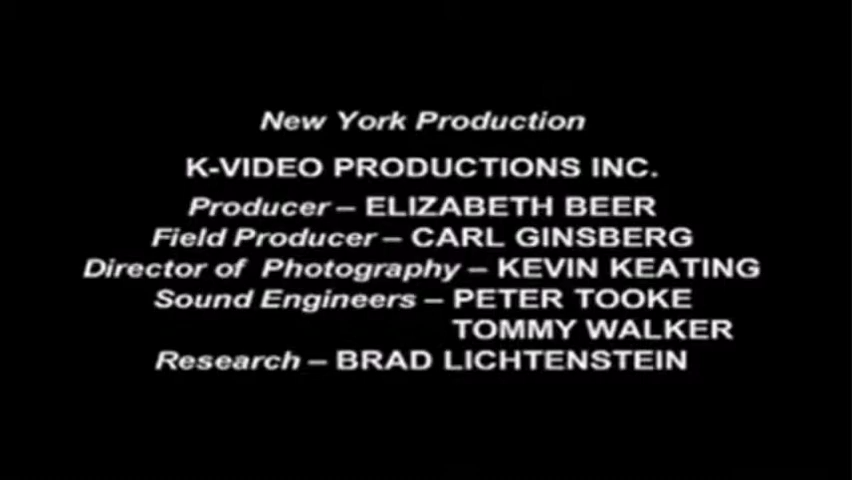 New York Production
K-VIDEO PRODUCTIONS INC.
Producer – ELIZABETH BEER
Field Producer – CARL GINSBERG
Director of Photography – KEVIN KEATING
Sound Engineers – PETER TOOKE
TOMMY WALKER
Research – BRAD LICHTENSTEIN